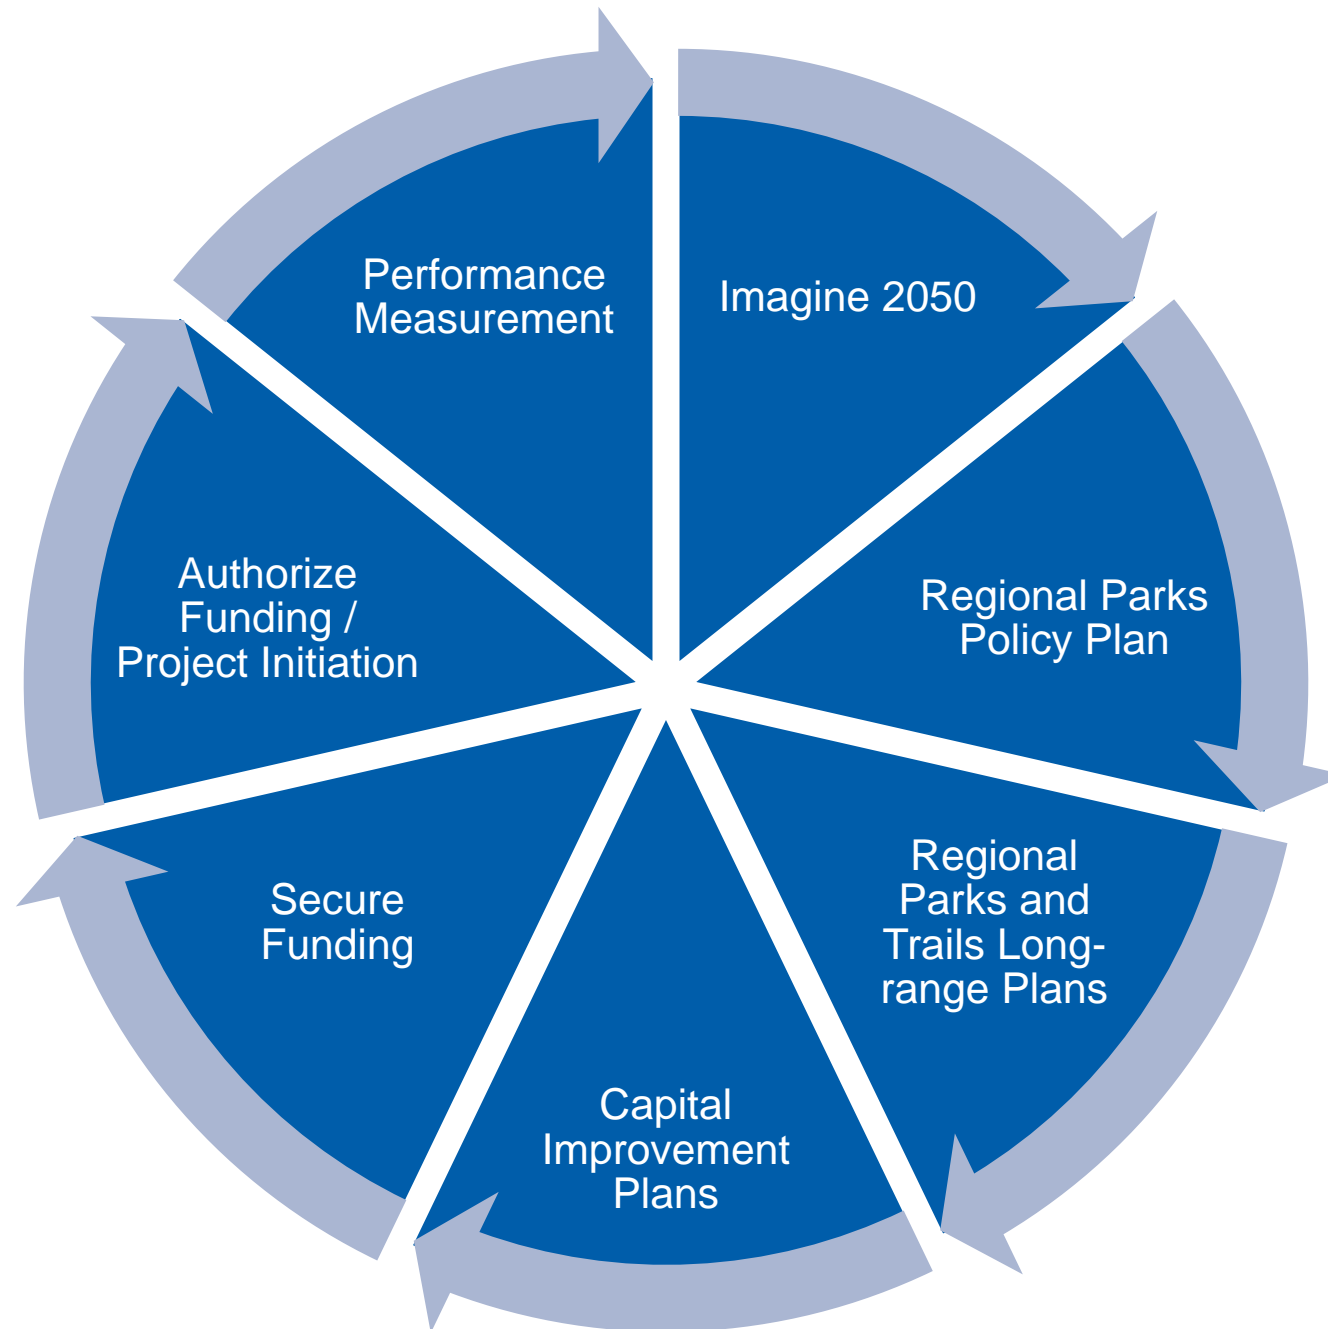 Imagine 2050
Regional Parks
Policy Plan
Regional
Parks and
Trails Long-
range Plans
Capital
Improvement
Plans
Secure
Funding
Authorize
Funding /
Project Initiation
Performance
Measurement